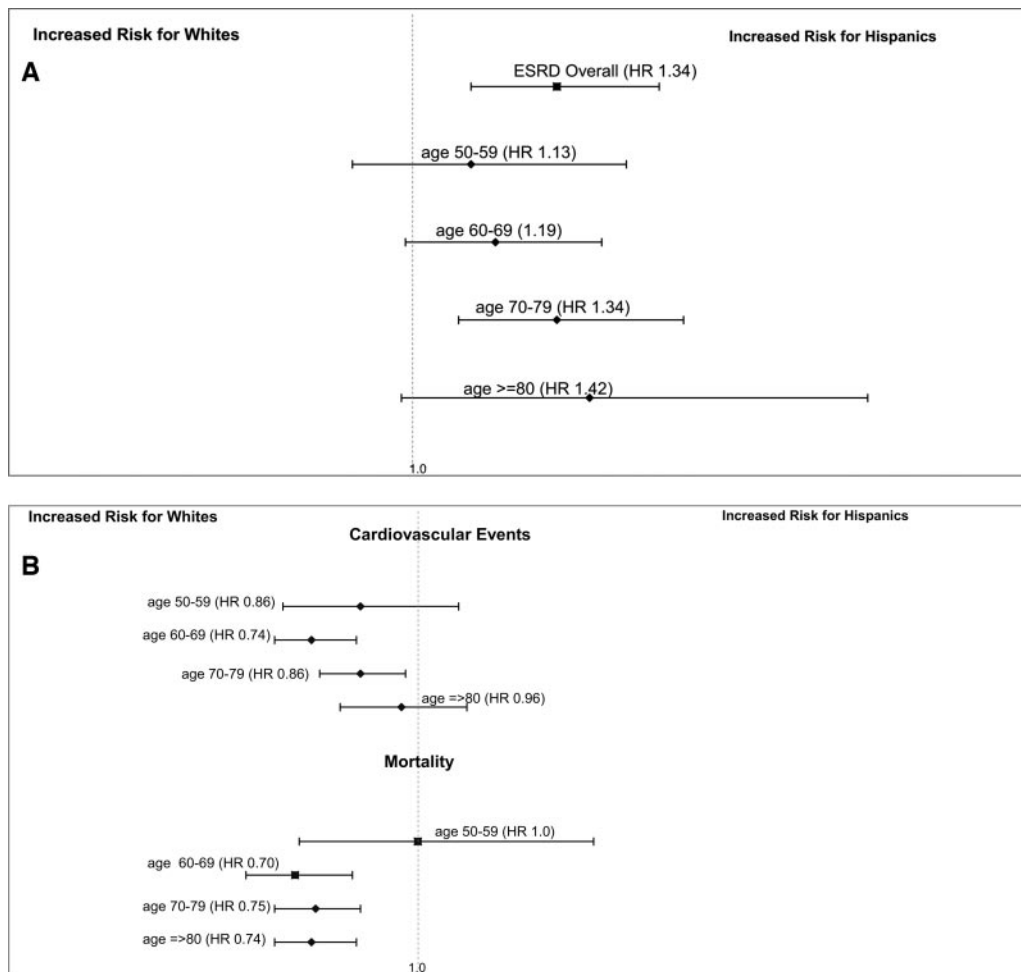 Increased Risk for Whites
Increased Risk for Hispanics
A
ESRD Overall (HR 1.34)
age 50-59 (HR 1.13)
age 60-69 (1.19)
age 70-79 (HR 1.34)
age >=80 (HR 1.42)
1.0
Increased Risk for Whites
Increased Risk for Hispanics
Cardiovascular Events
B
age 50-59 (HR 0.86)
age 60-69 (HR 0.74)
age 70-79 (HR 0.86)
age =>80 (HR 0.96)
Mortality
age 50-59 (HR 1.0)
age 60-69 (HR 0.70)
age 70-79 (HR 0.75)
age =>80 (HR 0.74)
1.0